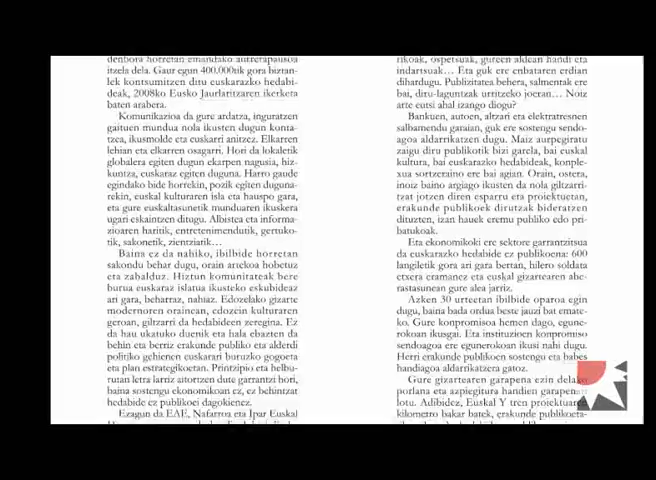 denbora horretan emandako aurrerapausoa
itzela dela. Gaur egun 400.000tik gora biztan-
lek kontsumitzen ditu euskarazko hedabi-
deak, 2008ko Eusko Jaurlaritzaren ikerketa
baten arabera.
Komunikazioa da gure ardatza, inguratzen
gaituen mundua nola ikusten dugun konta-
tzea, ikusmolde eta euskarri anitzez. Elkarren
lehian eta elkarren osagarri. Hori da lokaletik
globalera egiten dugun ekarpen nagusia, hiz-
kuntza, euskaraz egiten duguna. Harro gaude
egindako bide horrekin, pozik egiten duguna-
rekin, euskal kulturaren isla eta hauspo gara,
eta gure euskaltasunetik munduaren ikuskera
ugari eskaintzen ditugu. Albistea eta informa-
zioaren haritik, entretenimendutik, gertuko-
tik, sakonetik, zientziatik…
Baina ez da nahiko, ibilbide horretan
sakondu behar dugu, orain artekoa hobetuz
eta zabalduz. Hiztun komunitateak bere
burua euskaraz islatua ikusteko eskubideaz
ari gara, beharraz, nahiaz. Edozelako gizarte
modernoren orainean, edozein kulturaren
geroan, giltzarri da hedabideen zeregina. Ez
da hau ukatuko duenik eta hala ebazten da
behin eta berriz erakunde publiko eta alderdi
politiko gehienen euskarari buruzko gogoeta
eta plan estrategikoetan. Printzipio eta helbu-
rutan letra larriz aitortzen dute garrantzi hori,
baina sostengu ekonomikoan ez, ez behintzat
hedabide ez publikoei dagokienez.
Ezagun da EAE, Nafarroa eta Ipar Euskal
rikoak, ospetsuak, gureen aldean handi eta
indartsuak… Eta guk ere enbataren erdian
dihardugu. Publizitatea behera, salmentak ere
bai, diru-laguntzak urritzeko joeran… Noiz
arte eutsi ahal izango diogu?
Bankuen, autoen, altzari eta elektratresnen
salbamendu garaian, guk ere sostengu sendo-
agoa aldarrikatzen dugu. Maiz aurpegiratu
zaigu diru publikotik bizi garela, bai euskal
kultura, bai euskarazko hedabideak, konple-
xua sortzeraino ere bai agian. Orain, ostera,
inoiz baino argiago ikusten da nola giltzarri-
tzat jotzen diren esparru eta proiektuetan,
erakunde publikoek dirutzak bideratzen
dituzten, izan hauek eremu publiko edo pri-
batukoak.
Eta ekonomikoki ere sektore garrantzitsua
da euskarazko hedabide ez publikoena: 600
langiletik gora ari gara bertan, hilero soldata
etxera eramanez eta euskal gizartearen abe-
rastasunean gure alea jarriz.
Azken 30 urteetan ibilbide oparoa egin
dugu, baina bada ordua beste jauzi bat emate-
ko. Gure konpromisoa hemen dago, egune-
rokoan ikusgai. Eta instituzioen konpromiso
sendoagoa ere egunerokoan ikusi nahi dugu.
Herri erakunde publikoen sostengu eta babes
handiagoa aldarrikatzera gatoz.
Gure gizartearen garapena ezin delako
porlana eta azpiegitura handien garapenari
lotu. Adibidez, Euskal Y tren proiektuaren
kilometro bakar batek, erakunde publikoeta-